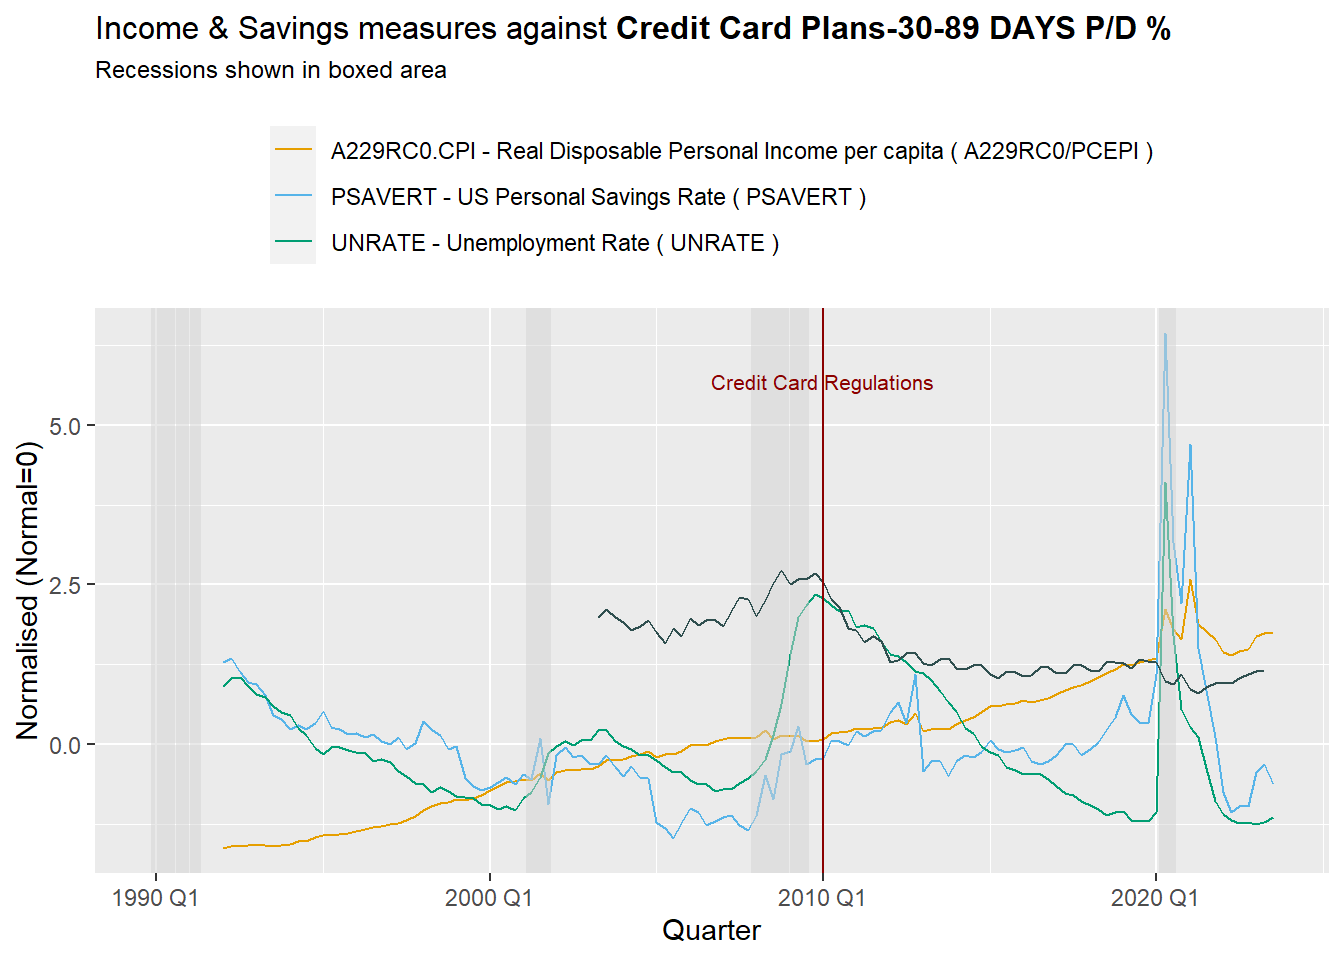 Income & Savings measures against Credit Card Plans-30-89 DAYS P/D %
Recessions shown in boxed area
A229RC0.CPI - Real Disposable Personal Income per capita ( A229RC0/PCEPI )
PSAVERT - US Personal Savings Rate ( PSAVERT )
UNRATE - Unemployment Rate ( UNRATE )
Credit Card Regulations
5.0
2.5
0.0
Normalised (Normal=0)
1990 Q1
2000 Q1
2010 Q1
2020 Q1
Quarter